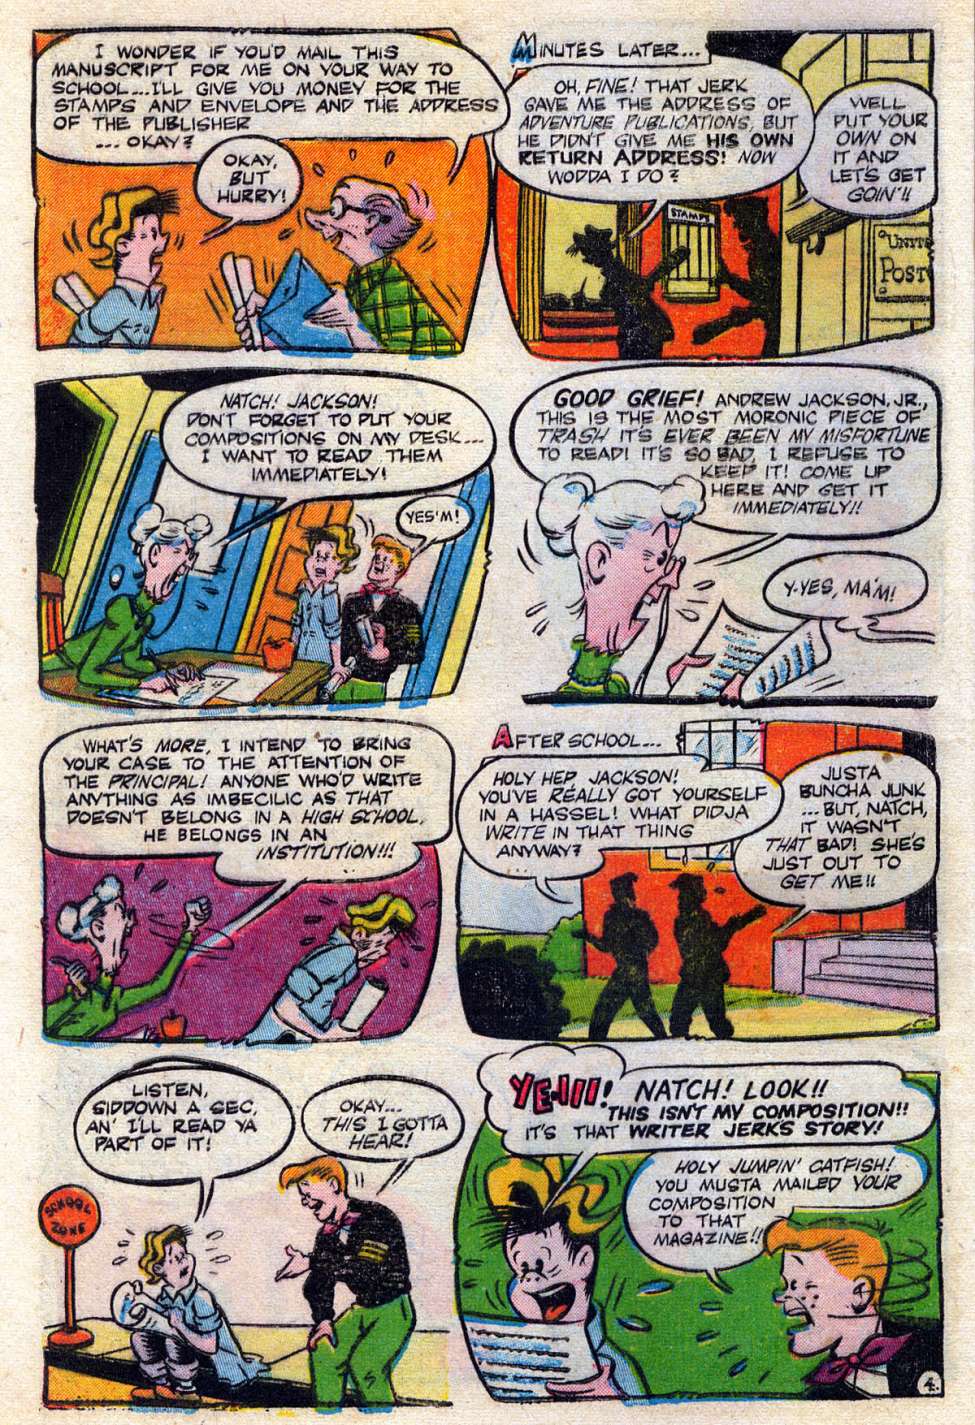 I WONDER IF YOU'D MAIL THIS
MANUSCRIPT FOR ME ON YOUR WAY TO
SCHOOL...ILL GIVE YOU MONEY FOR THE
STAMPS AND ENVELOPE AND THE ADDRESS
OF THE PUBLISHER
...OKAY?
OKAY,
BUT
HURRY!
MINUTES LATER...
OH, FINE! THAT JERK
GAVE ME THE ADDRESS OF
ADVENTURE PUBLICATIONS, BUT
HE DIDN'T GIVE ME HIS OWN
RETURN ADDRESS! NOW
WODDA I DO?
WELL
PUT YOUR
OWN ON
IT AND
LET'S GET
GOIN'!!
STAMPS
UNITE
POST
NATCH! JACKSON!
DON'T FORGET TO PUT YOUR
COMPOSITIONS ON MY DESK...
I WANT TO READ THEM
IMMEDIATELY!
YES'M!
GOOD GRIEF! ANDREW JACKSON, JR.,
THIS IS THE MOST MORONIC PIECE OF
TRASH IT'S EVER BEEN MY MISFORTUNE
TO READ! IT'S SO BAD, I REFUSE TO
KEEP IT! COME UP
HERE AND GET IT
IMMEDIATELY!!
Y-YES, MA'M!
WHAT'S MORE, I INTEND TO BRING
YOUR CASE TO THE ATTENTION OF
THE PRINCIPAL! ANYONE WHO'D WRITE
ANYTHING AS IMBECILIC AS THAT
DOESN'T BELONG IN A HIGH SCHOOL,
HE BELONGS IN AN
INSTITUTION!!!
AFTER SCHOOL...
HOLY HEP, JACKSON!
YOU'VE REALLY GOT YOURSELF
IN A HASSEL! WHAT DIDJA
WRITE IN THAT THING
ANYWAY?
JUSTA
BUNCHA JUNK
...BUT, NATCH,
IT WASN'T
THAT BAD! SHE'S
JUST OUT TO
GET ME!!
LISTEN,
SIDDOWN A SEC,
AN' I'LL READ YA
PART OF IT!
OKAY...
THIS I GOTTA
HEAR!
SCHOOL
ZONE
YE-III! NATCH! LOOK!!
THIS ISN'T MY COMPOSITION!!
IT'S THAT WRITER JERK'S STORY!
HOLY JUMPIN' CATFISH!
YOU MUSTA MAILED YOUR
COMPOSITION
TO THAT
MAGAZINE!!
4.